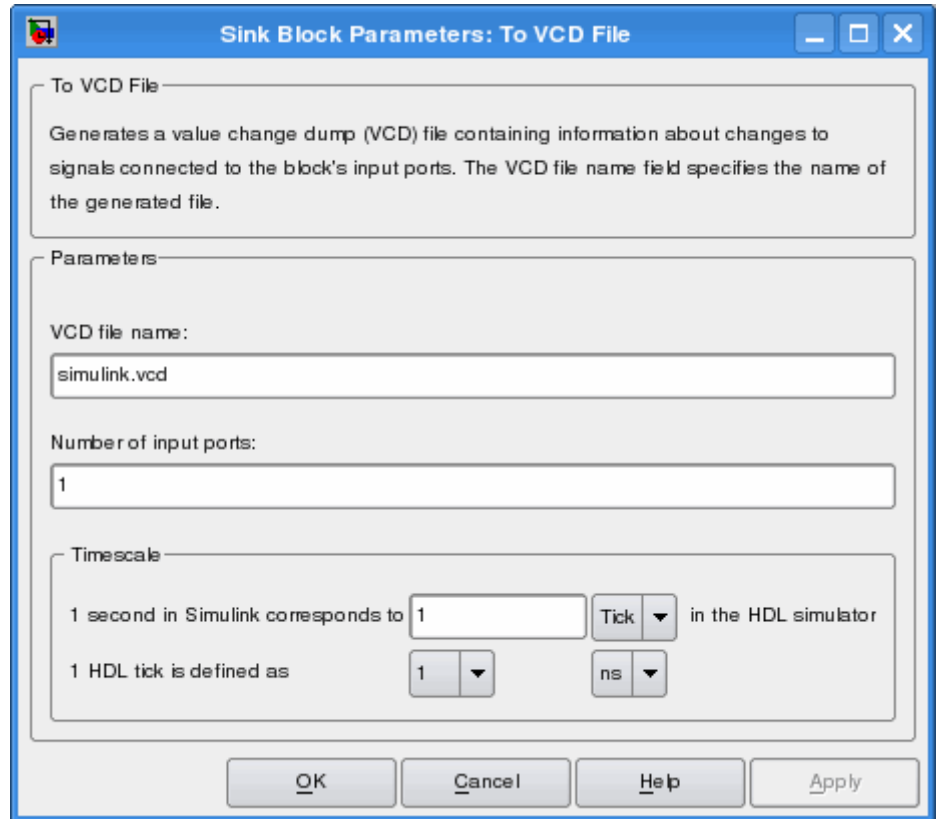 Sink Block Parameters: To VCD File
To VCD File
Generates a value change dump (VCD) file containing information about changes to
signals connected to the block's input ports. The VCD file name field specifies the name of
the generated file.
Parameters
VCD file name:
simulink.vcd
Number of input ports:
1
Timescale
1 second in Simulink corresponds to 1 Tick in the HDL simulator
1 HDL tick is defined as 1 ns
OK Cancel Help Apply